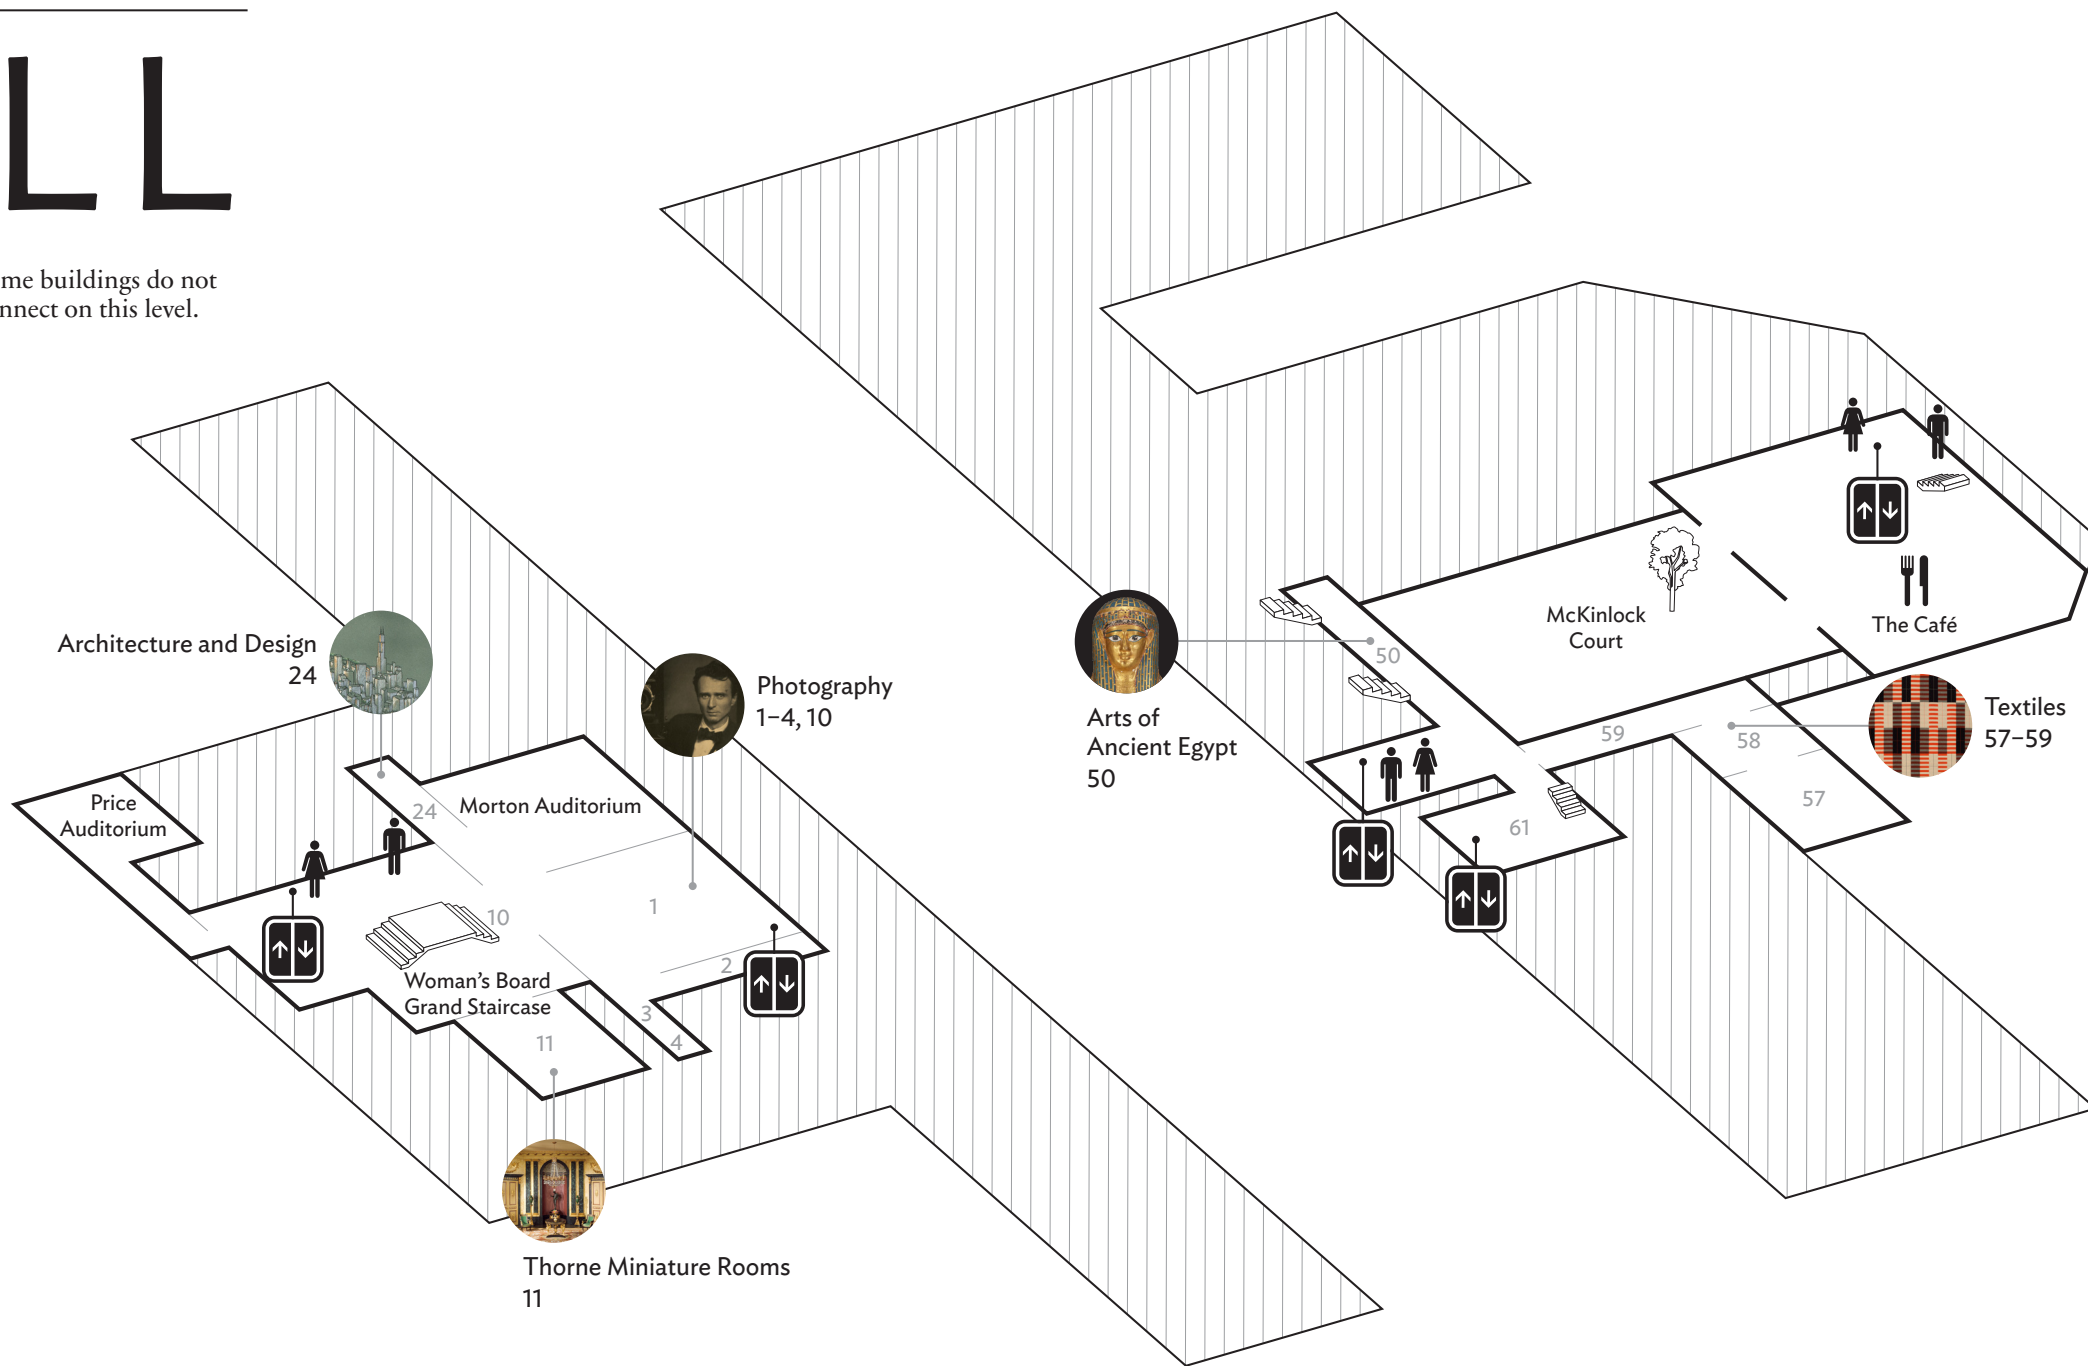 LL
me buildings do not
nnect on this level.
Architecture and Design
24
Photography
1–4, 10
Price
Auditorium
24
Morton Auditorium
10
1
2
Woman's Board
Grand Staircase
3
4
11
Thorne Miniature Rooms
11
Arts of
Ancient Egypt
50
50
McKinlock
Court
The Café
Textiles
57–59
59
58
57
61